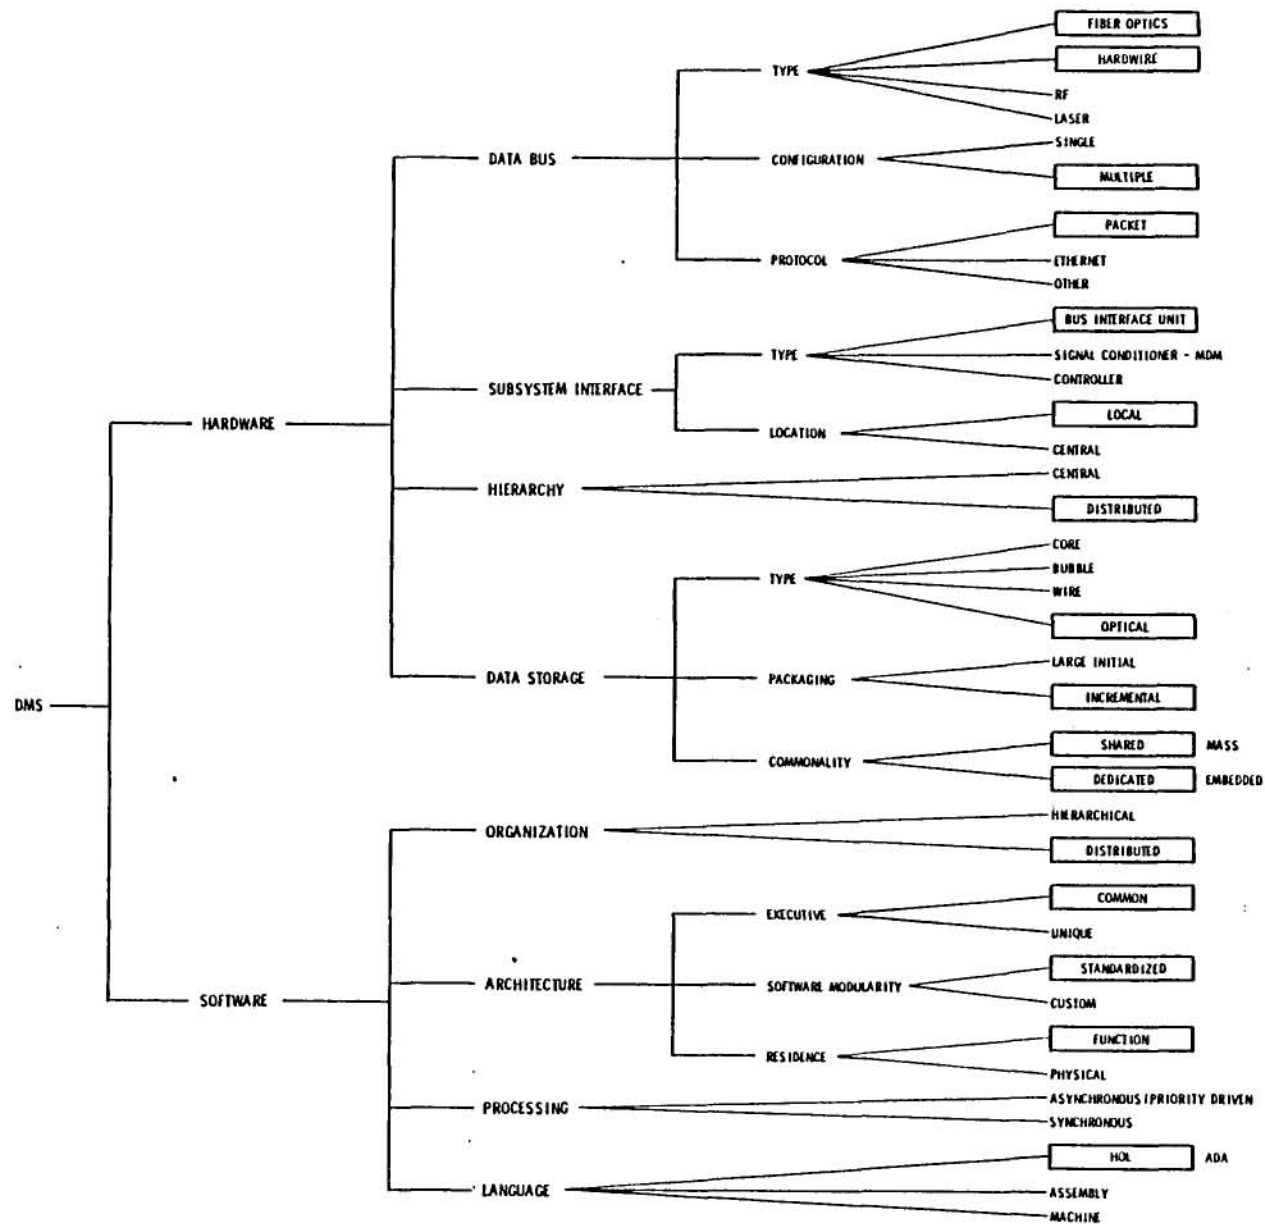 FIBER OPTICS
HARDWIRE
TYPE
RF
LASER
SINGLE
DATA BUS
CONFIGURATION
MULTIPLE
PACKET
PROTOCOL
ETHERNET
OTHER
BUS INTERFACE UNIT
TYPE
SIGNAL CONDITIONER - MDM
CONTROLLER
SUBSYSTEM INTERFACE
LOCAL
HARDWARE
LOCATION
CENTRAL
CENTRAL
HIERARCHY
DISTRIBUTED
CORE
BUBBLE
TYPE
WIRE
OPTICAL
LARGE INITIAL
DATA STORAGE
PACKAGING
INCREMENTAL
DMS
SHARED MASS
COMMONALITY
DEDICATED EMBEDDED
HIERARCHICAL
ORGANIZATION
DISTRIBUTED
COMMON
EXECUTIVE
UNIQUE
STANDARDIZED
ARCHITECTURE
SOFTWARE MODULARITY
SOFTWARE
CUSTOM
FUNCTION
RESIDENCE
PHYSICAL
ASYNCHRONOUS/PRIORITY DRIVEN
PROCESSING
SYNCHRONOUS
HOL ADA
LANGUAGE
ASSEMBLY
MACHINE